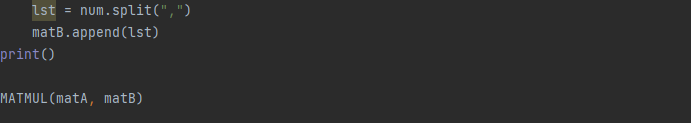 lst = num.split(",")
matB.append(lst)
print()
MATMUL(matA, matB)